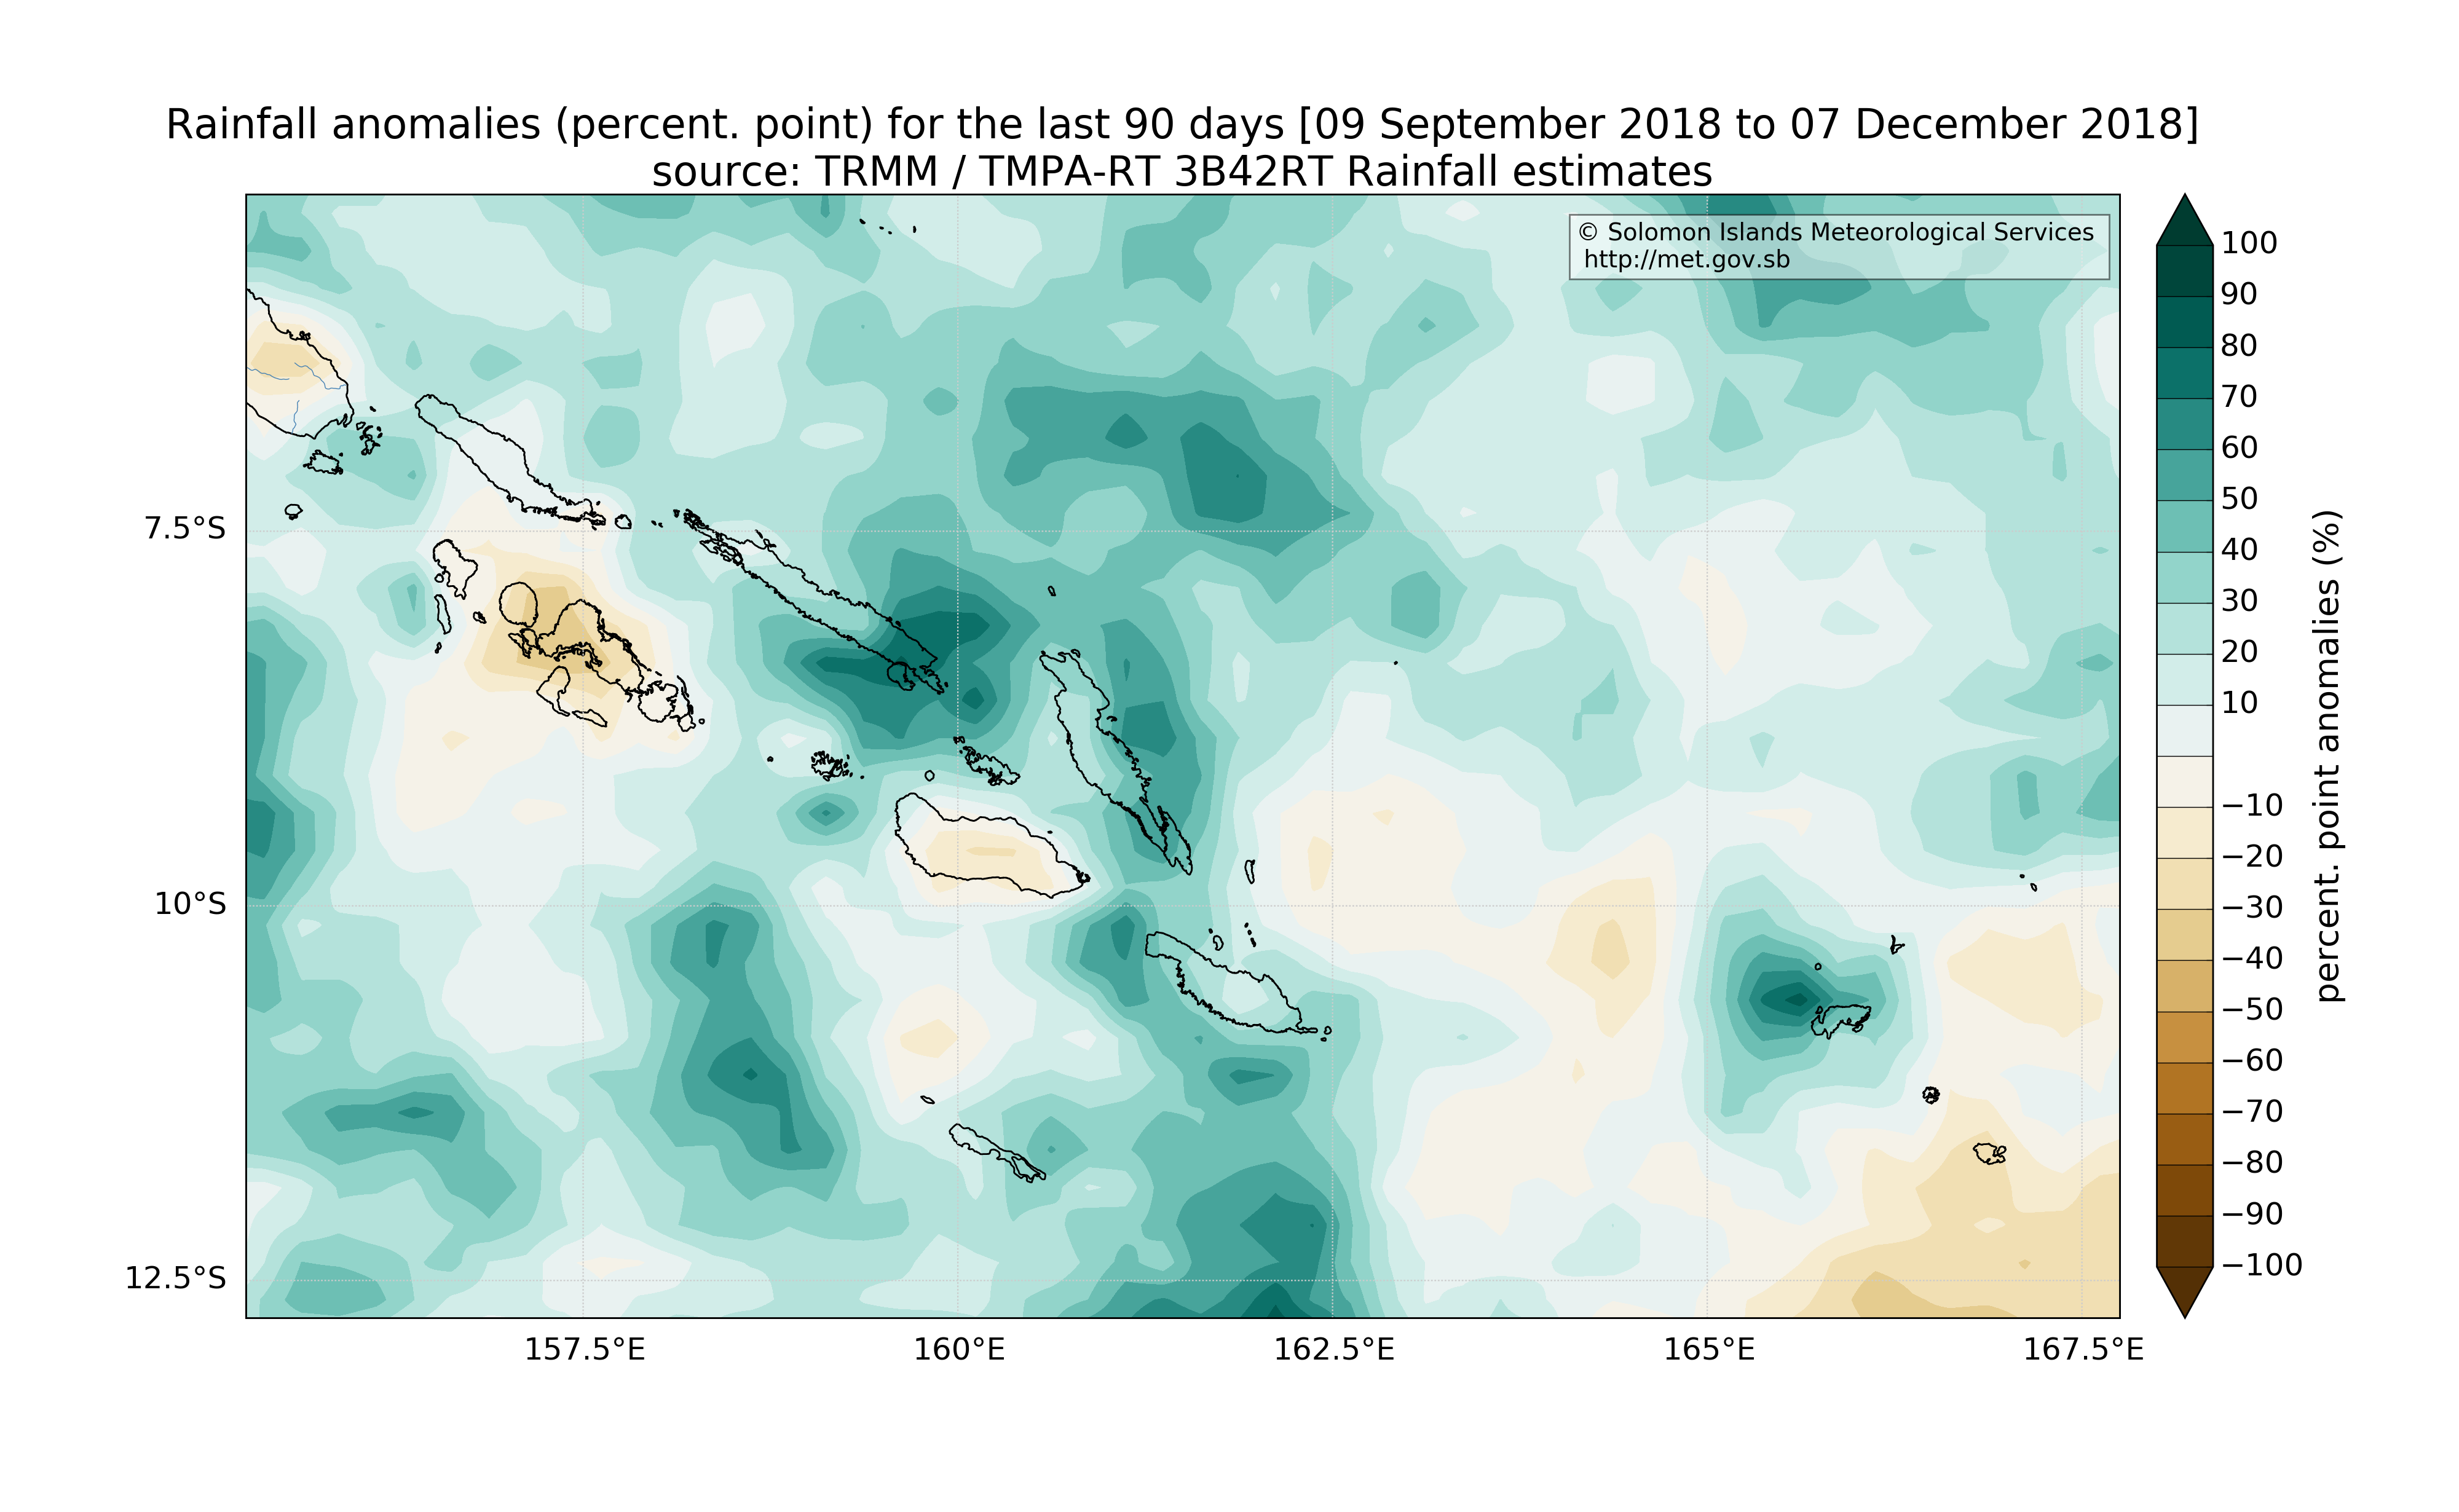 Rainfall anomalies (percent. point) for the last 90 days [09 September 2018 to 07 December 2018]
source: TRMM / TMPA-RT 3B42RT Rainfall estimates
© Solomon Islands Meteorological Services
http://met.gov.sb
7.5°S
10°S
12.5°S
157.5°E
160°E
162.5°E
165°E
167.5°E
100
90
80
70
60
50
40
30
20
10
−10
−20
−30
−40
−50
−60
−70
−80
−90
−100
percent. point anomalies (%)